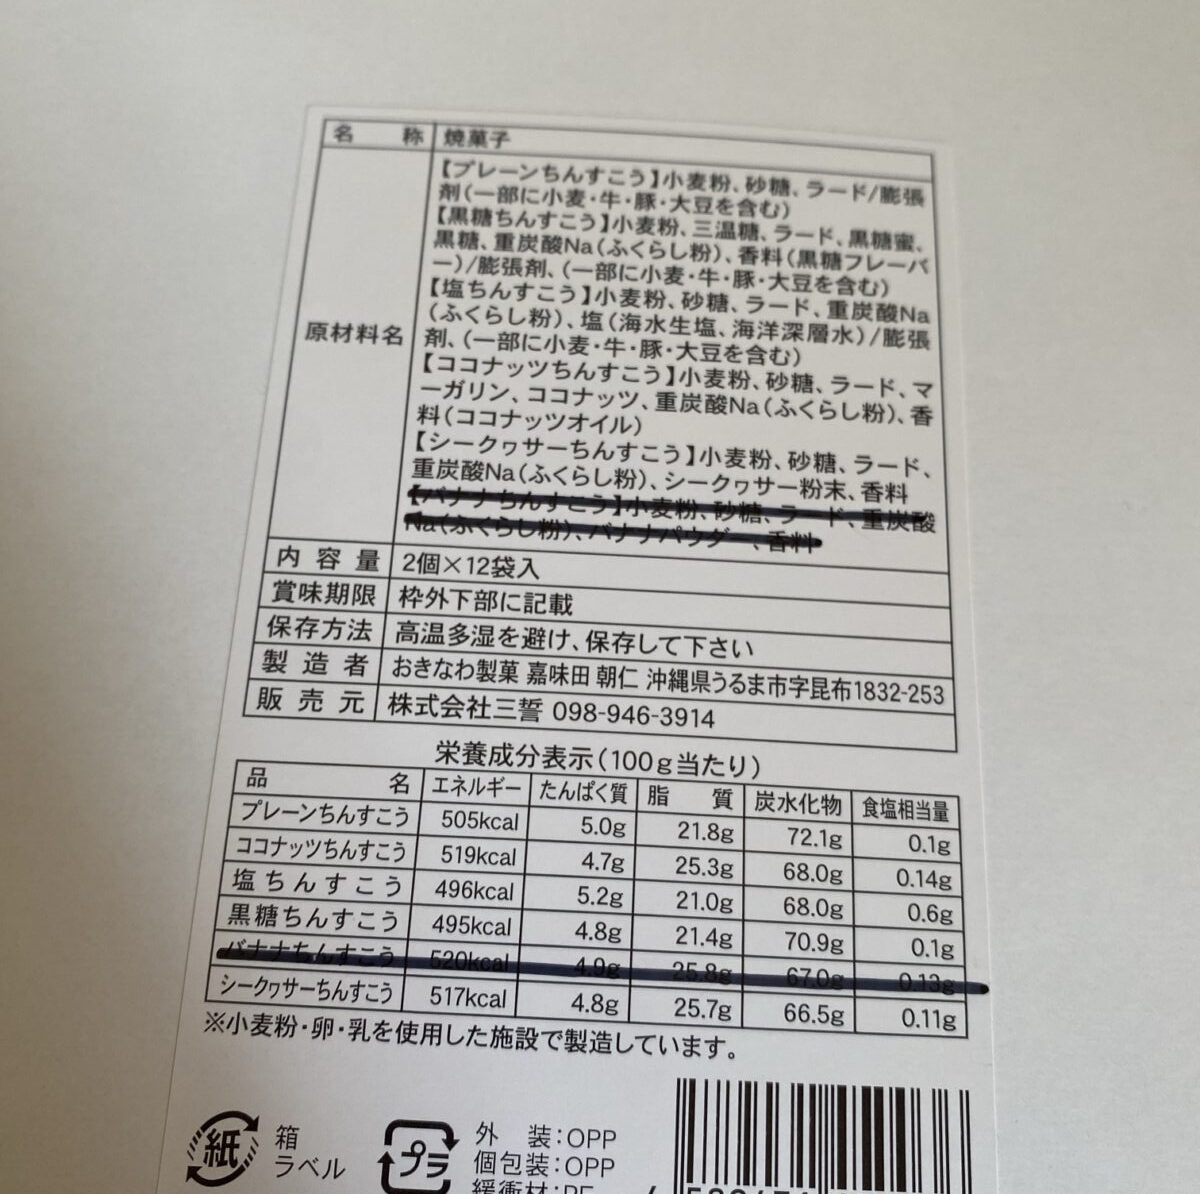 名称 焼菓子
原材料名
【プレーンちんすこう】小麦粉、砂糖、ラード/膨張
剤(一部に小麦・牛・豚・大豆を含む)
【黒糖ちんすこう】小麦粉、三温糖、ラード、黒糖蜜、
黒糖、重炭酸Na(ふくらし粉)、香料(黒糖フレーバ
ー)/膨張剤、(一部に小麦・牛・豚・大豆を含む)
【塩ちんすこう】小麦粉、砂糖、ラード、重炭酸Na
(ふくらし粉)、塩(海水生塩、海洋深層水)/膨張
剤、(一部に小麦・牛・豚・大豆を含む)
【ココナッツちんすこう】小麦粉、砂糖、ラード、マ
ーガリン、ココナッツ、重炭酸Na(ふくらし粉)、香
料(ココナッツオイル)
【シークヮサーちんすこう】小麦粉、砂糖、ラード、
重炭酸Na(ふくらし粉)、シークヮサー粉末、香料
【バナナちんすこう】小麦粉、砂糖、ラード、重炭酸
Na(ふくらし粉)、バナナパウダー、香料
内容量 2個×12袋入
賞味期限 枠外下部に記載
保存方法 高温多湿を避け、保存して下さい
製造者 おきなわ製菓 嘉味田 朝仁 沖縄県うるま市字昆布1832-253
販売元 株式会社三誓 098-946-3914
栄養成分表示(100g当たり)
品名 エネルギー たんぱく質 脂質 炭水化物 食塩相当量
プレーンちんすこう 505kcal 5.0g 21.8g 72.1g 0.1g
ココナッツちんすこう 519kcal 4.7g 25.3g 68.0g 0.14g
塩ちんすこう 496kcal 5.2g 21.0g 68.0g 0.6g
黒糖ちんすこう 495kcal 4.8g 21.4g 70.9g 0.1g
バナナちんすこう 520kcal 4.9g 25.8g 67.0g 0.13g
シークヮサーちんすこう 517kcal 4.8g 25.7g 66.5g 0.11g
※小麦粉・卵・乳を使用した施設で製造しています。
紙 箱
ラベル
プラ 外装:OPP
個包装:OPP
緩衝材:PE